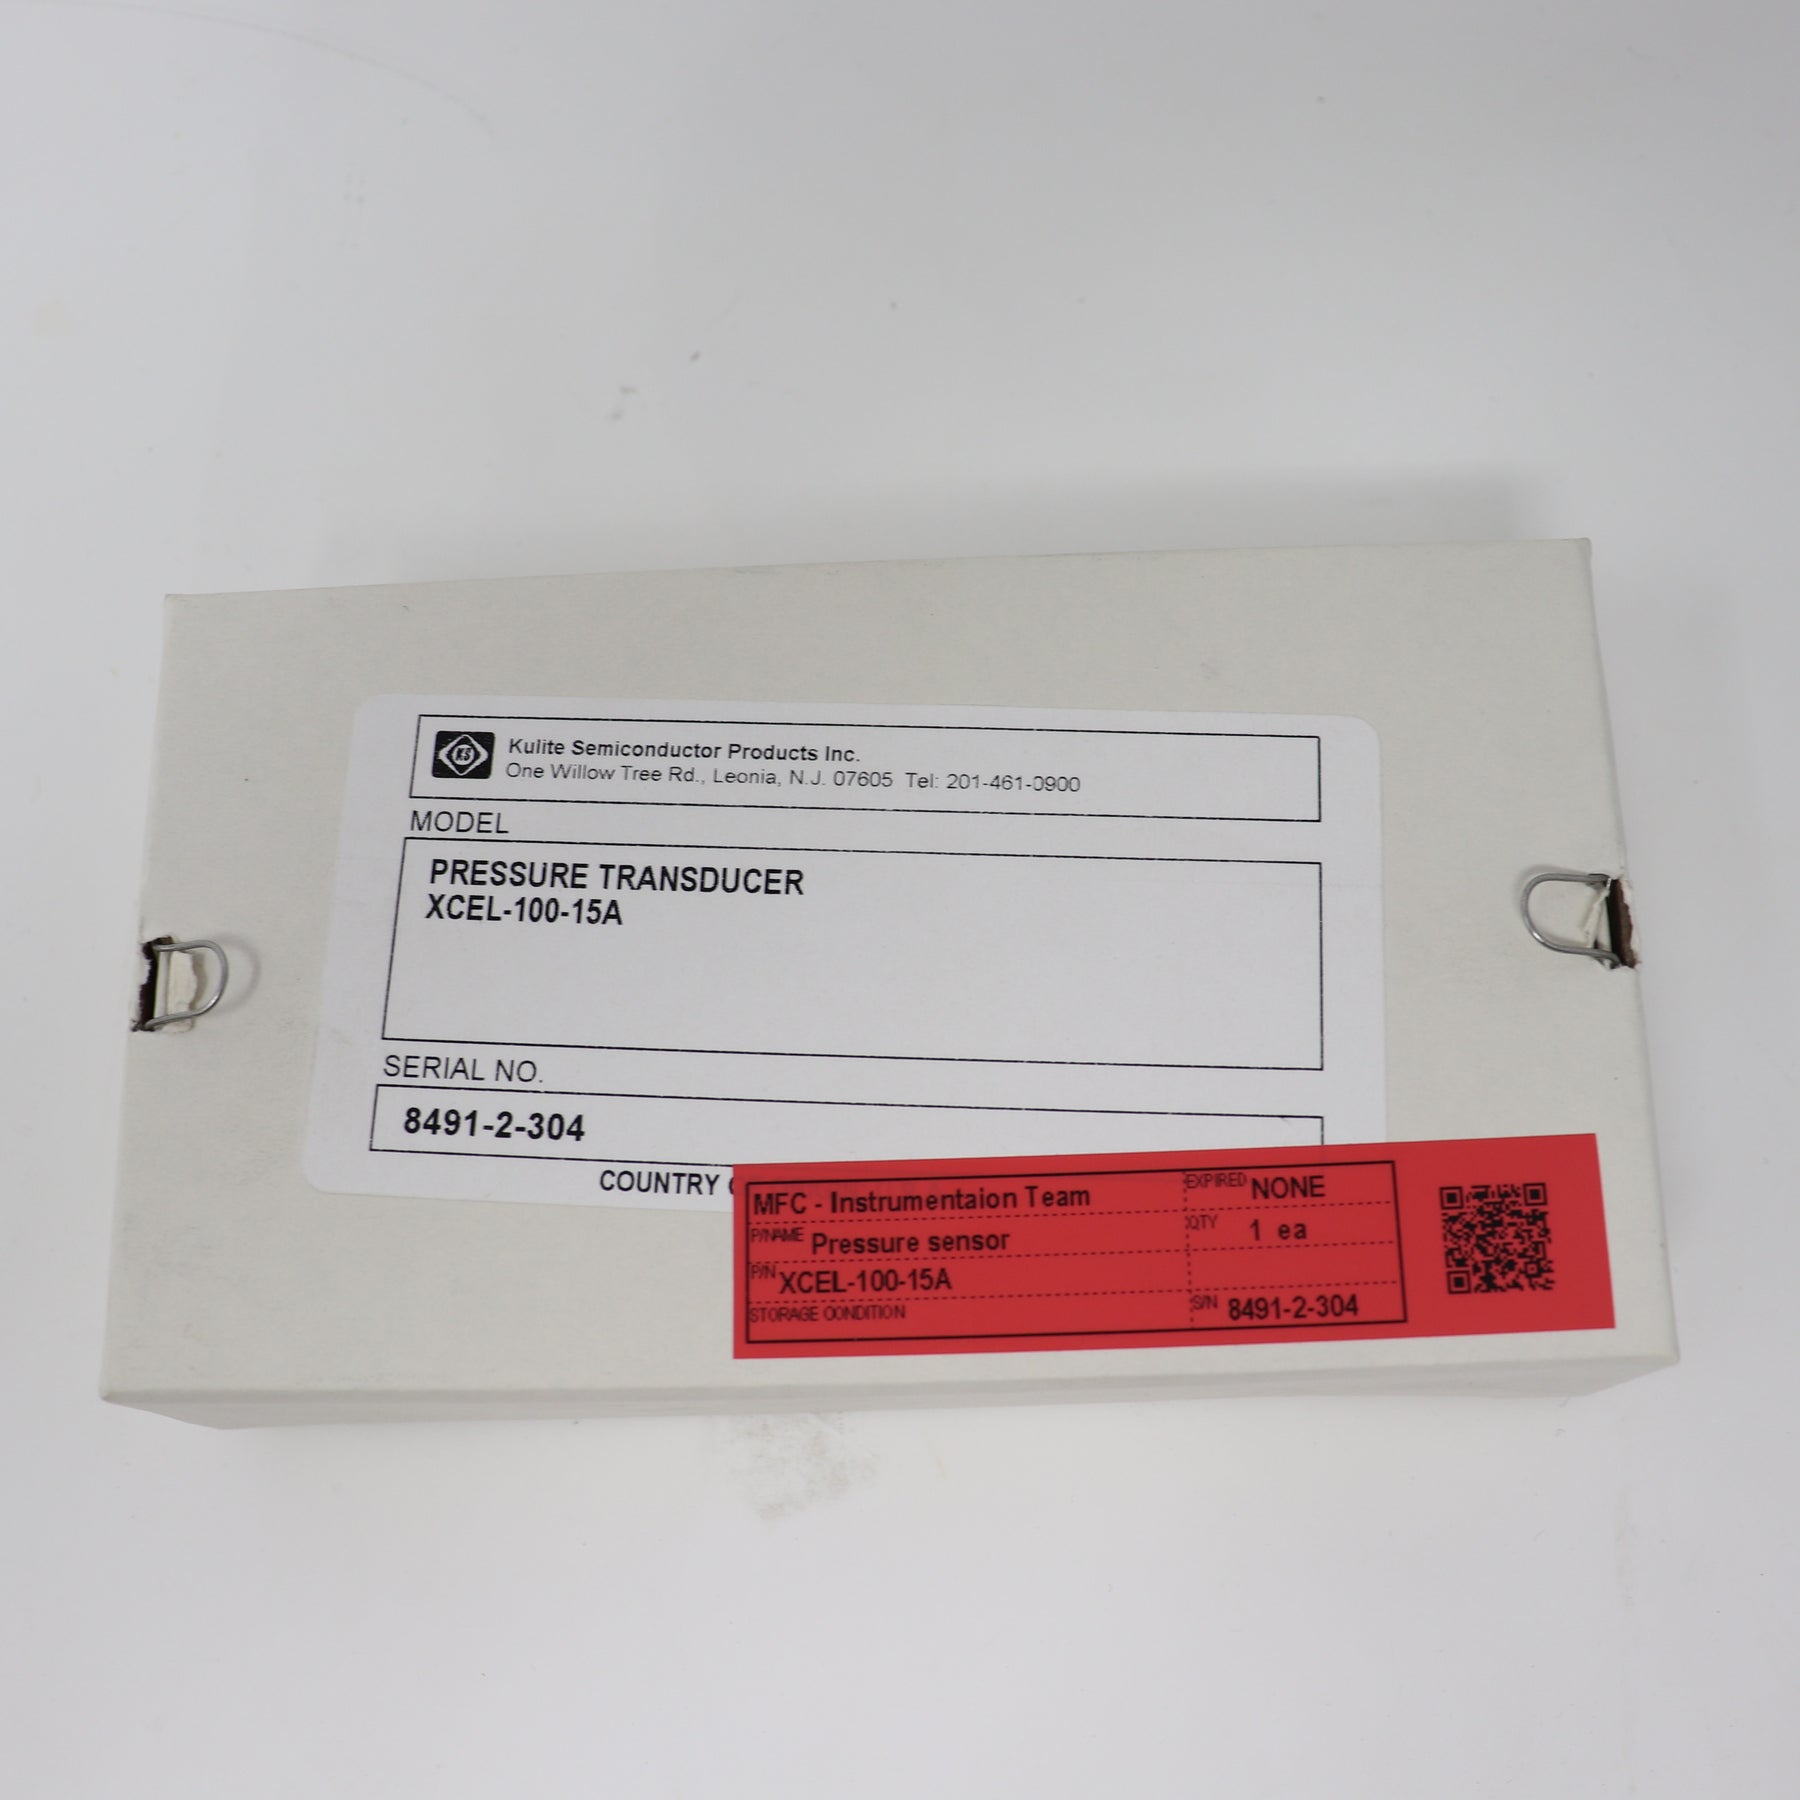 KS
Kulite Semiconductor Products Inc.
One Willow Tree Rd., Leonia, N.J. 07605 Tel: 201-461-0900
MODEL
PRESSURE TRANSDUCER
XCEL-100-15A
SERIAL NO.
8491-2-304
COUNTRY
MFC - Instrumentaion Team
EXPIRED NONE
P/NAME Pressure sensor
QTY 1 ea
P/N XCEL-100-15A
STORAGE CONDITION
S/N 8491-2-304